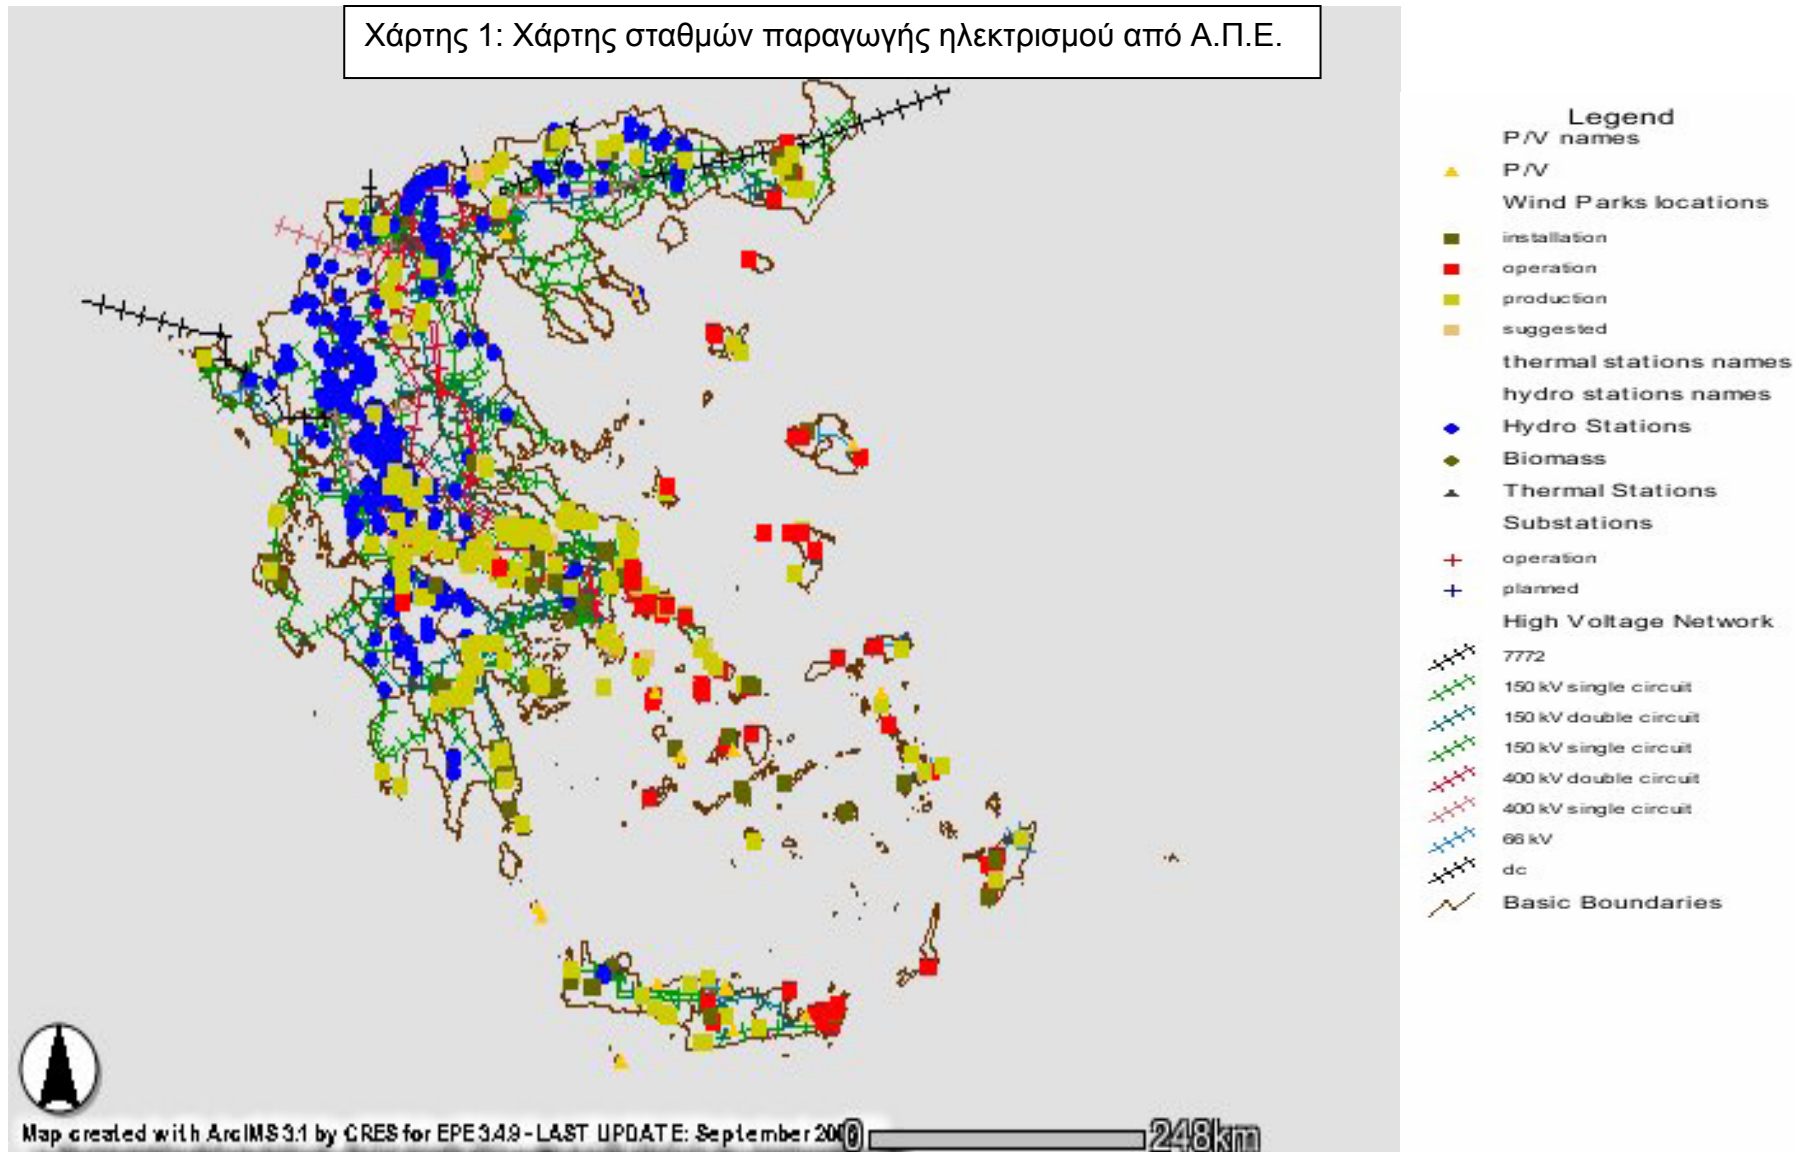 Χάρτης 1: Χάρτης σταθμών παραγωγής ηλεκτρισμού από Α.Π.Ε.
Legend
P/V names
P/V
Wind Parks locations
installation
operation
production
suggested
thermal stations names
hydro stations names
Hydro Stations
Biomass
Thermal Stations
Substations
operation
planned
High Voltage Network
7772
150 kV single circuit
150 kV double circuit
150 kV single circuit
400 kV double circuit
400 kV single circuit
66 kV
dc
Basic Boundaries
Map created with ArcIMS 3.1 by CRES for EPE 3.4.9 - LAST UPDATE: September
0 248km